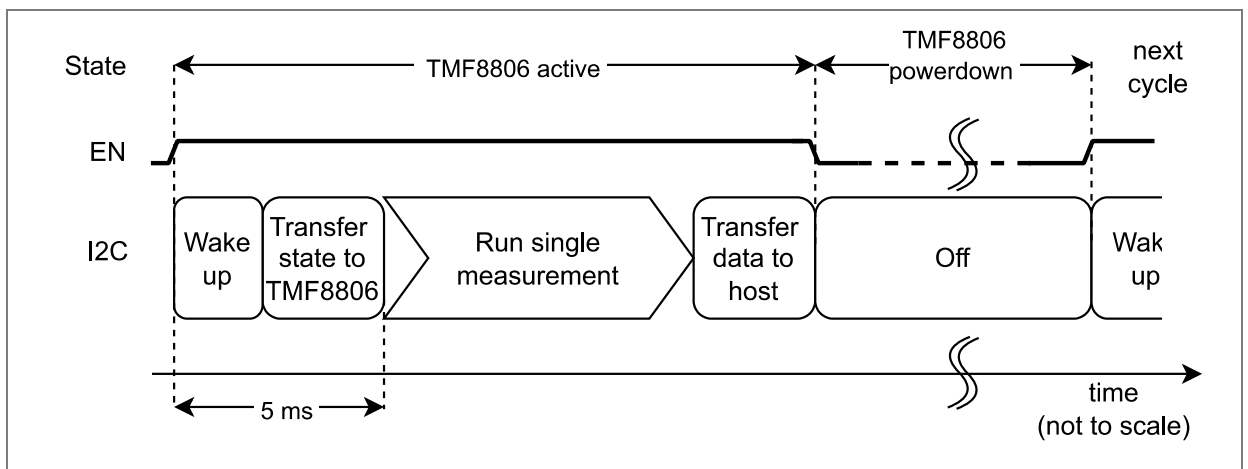 State
TMF8806 active
TMF8806
powerdown
next
cycle
EN
I2C
Wake
up
Transfer
state to
TMF8806
Run single
measurement
Transfer
data to
host
Off
Wak
up
5 ms
time
(not to scale)